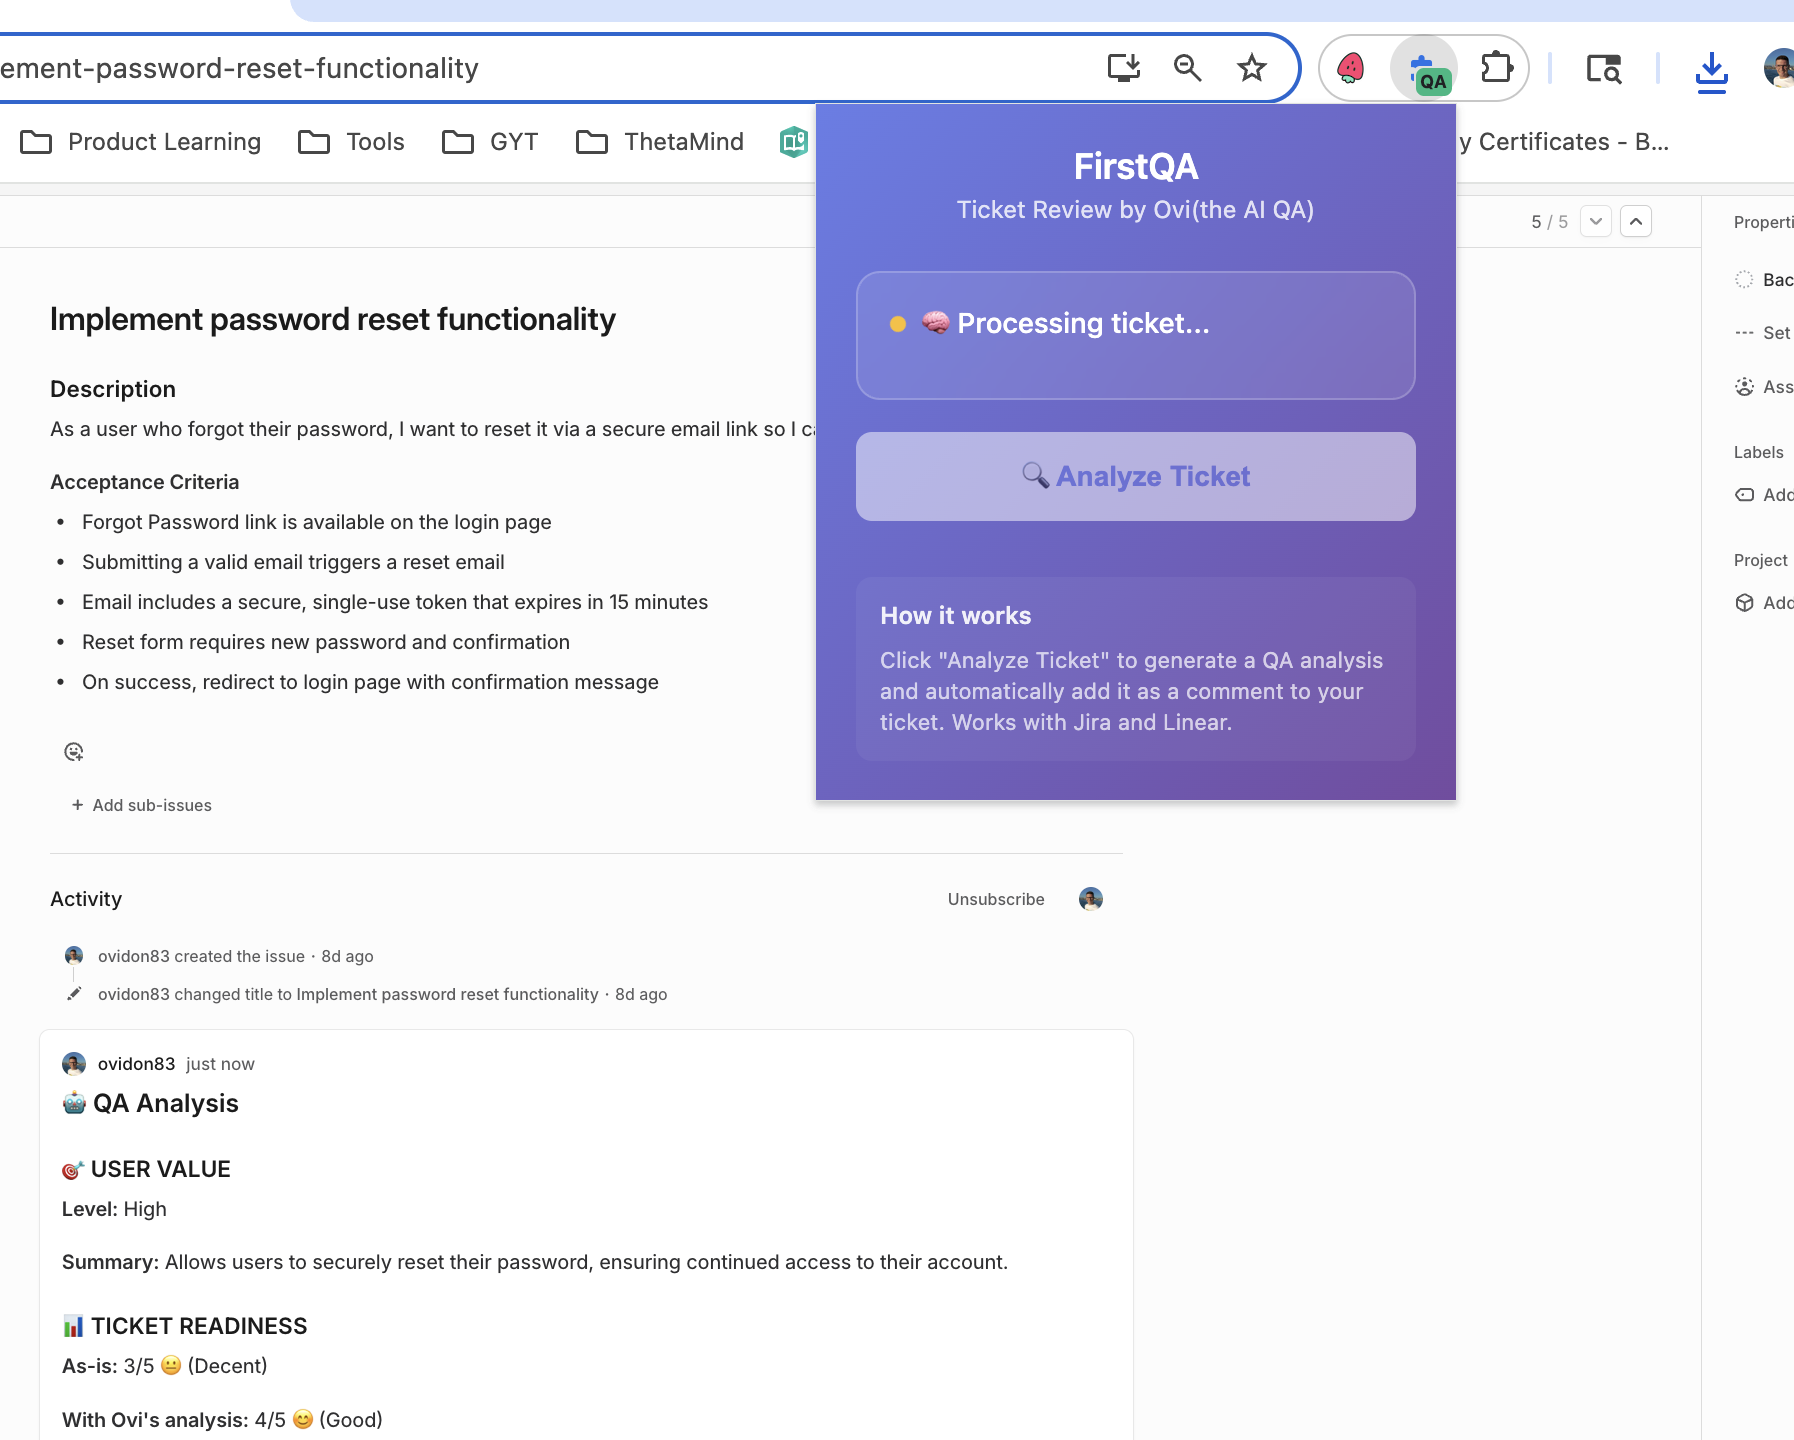 ement-password-reset-functionality
QA
Product Learning
Tools
GYT
ThetaMind
y Certificates - B...
FirstQA
Ticket Review by Ovi(the AI QA)
🧠 Processing ticket...
🔍 Analyze Ticket
How it works
Click "Analyze Ticket" to generate a QA analysis
and automatically add it as a comment to your
ticket. Works with Jira and Linear.
5 / 5
Implement password reset functionality
Description
As a user who forgot their password, I want to reset it via a secure email link so I ca
Acceptance Criteria
• Forgot Password link is available on the login page
• Submitting a valid email triggers a reset email
• Email includes a secure, single-use token that expires in 15 minutes
• Reset form requires new password and confirmation
• On success, redirect to login page with confirmation message
+ Add sub-issues
Activity
Unsubscribe
ovidon83 created the issue · 8d ago
ovidon83 changed title to Implement password reset functionality · 8d ago
ovidon83 just now
🤖 QA Analysis
🎯 USER VALUE
Level: High
Summary: Allows users to securely reset their password, ensuring continued access to their account.
📊 TICKET READINESS
As-is: 3/5 😐 (Decent)
With Ovi's analysis: 4/5 😊 (Good)
Properti
Bac
Set
Ass
Labels
Add
Project
Add